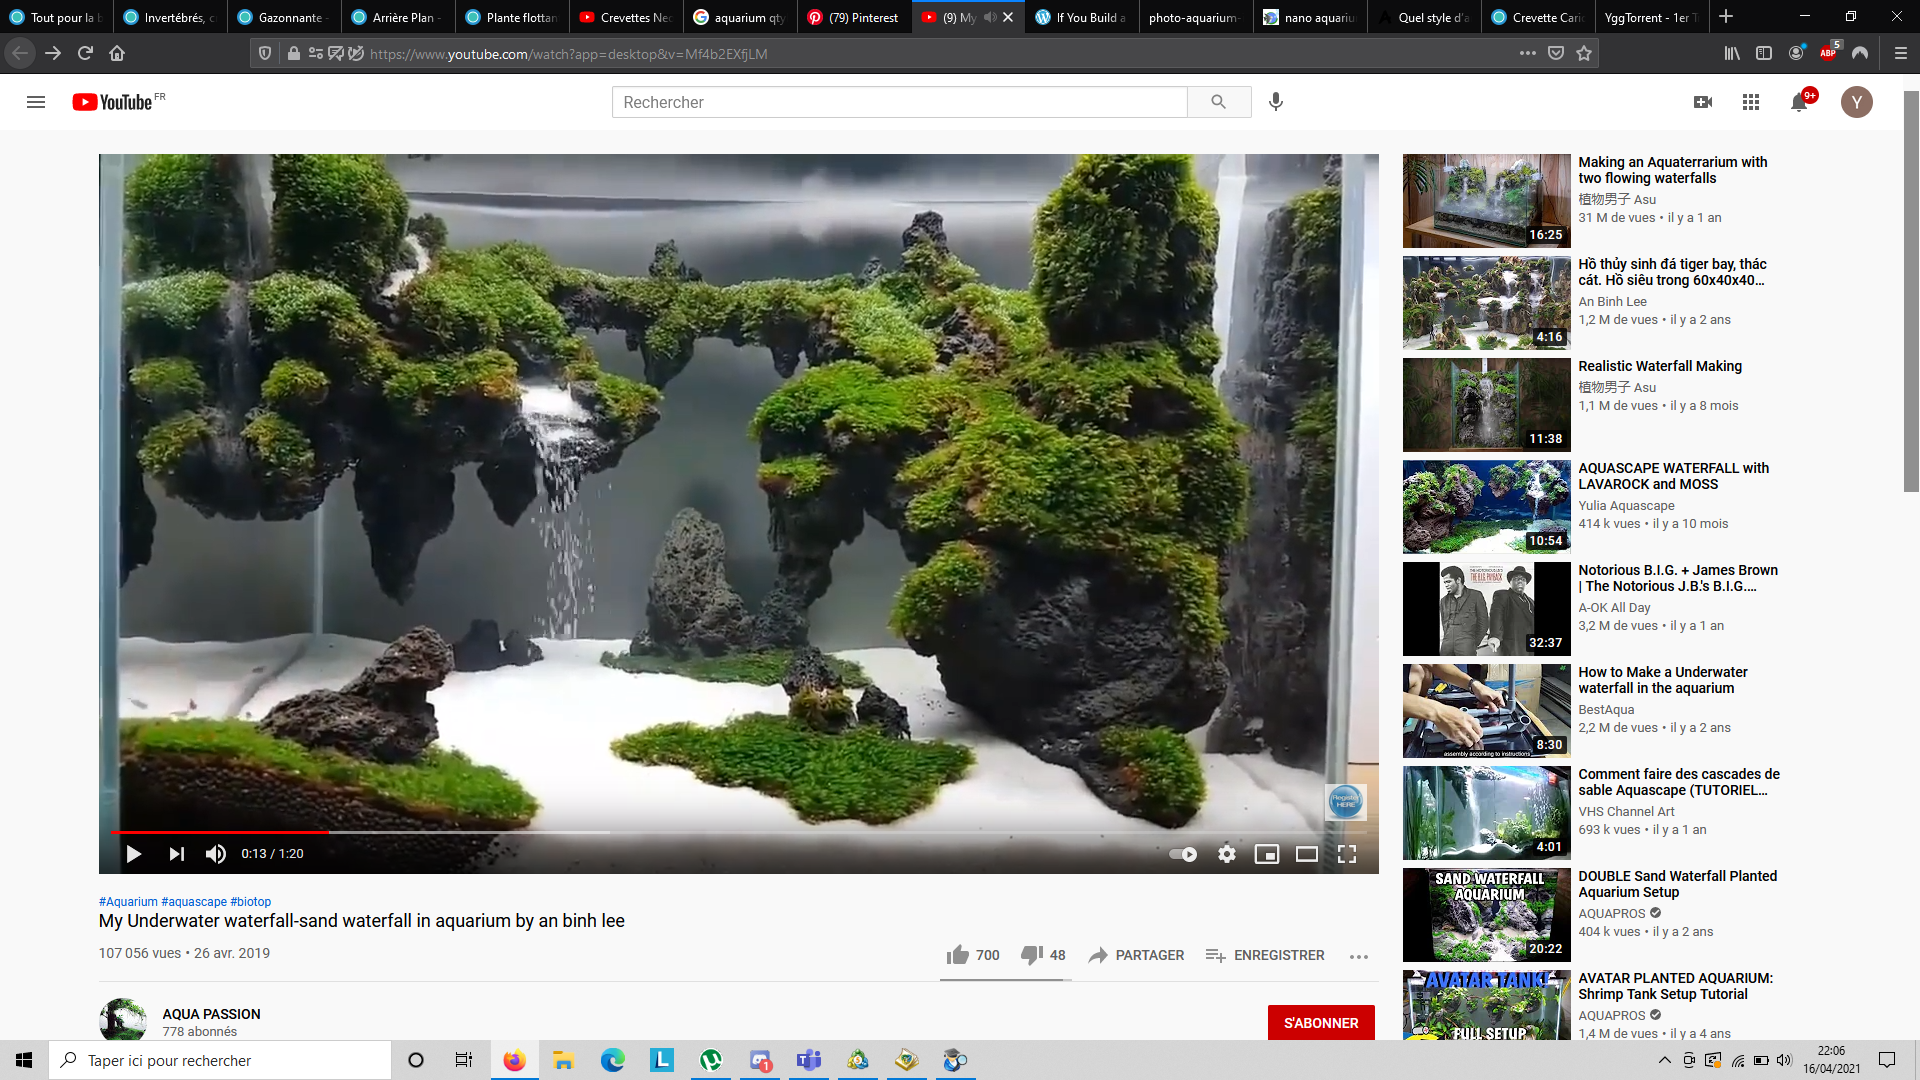 Tout pour la b
Invertébrés, c
Gazonnante -
Arrière Plan -
Plante flottan
Crevettes Neo
aquarium qty
(79) Pinterest
(9) My
If You Build a
photo-aquarium-
nano aquariu
Quel style d'a
Crevette Cari
YggTorrent - 1er T
https://www.youtube.com/watch?app=desktop&v=Mf4b2EXfjLM
ABP
5
YouTube FR
Rechercher
9+
Y
Register
HERE
0:13 / 1:20
#Aquarium #aquascape #biotop
My Underwater waterfall-sand waterfall in aquarium by an binh lee
107 056 vues • 26 avr. 2019
700
48
PARTAGER
ENREGISTRER
AQUA PASSION
778 abonnés
S'ABONNER
16:25
Making an Aquaterrarium with
two flowing waterfalls
植物男子 Asu
31 M de vues • il y a 1 an
4:16
Hồ thủy sinh đá tiger bay, thác
cát. Hồ siêu trong 60x40x40...
An Binh Lee
1,2 M de vues • il y a 2 ans
11:38
Realistic Waterfall Making
植物男子 Asu
1,1 M de vues • il y a 8 mois
10:54
AQUASCAPE WATERFALL with
LAVAROCK and MOSS
Yulia Aquascape
414 k vues • il y a 10 mois
32:37
Notorious B.I.G. + James Brown
| The Notorious J.B.'s B.I.G....
A-OK All Day
3,2 M de vues • il y a 1 an
assembly according to instructions
8:30
How to Make a Underwater
waterfall in the aquarium
BestAqua
2,2 M de vues • il y a 2 ans
4:01
Comment faire des cascades de
sable Aquascape (TUTORIEL...
VHS Channel Art
693 k vues • il y a 1 an
SAND WATERFALL
AQUARIUM
20:22
DOUBLE Sand Waterfall Planted
Aquarium Setup
AQUAPROS
404 k vues • il y a 2 ans
AVATAR TANK!
FULL SETUP
AVATAR PLANTED AQUARIUM:
Shrimp Tank Setup Tutorial
AQUAPROS
1,4 M de vues • il y a 4 ans
Taper ici pour rechercher
L
1
22:06
16/04/2021